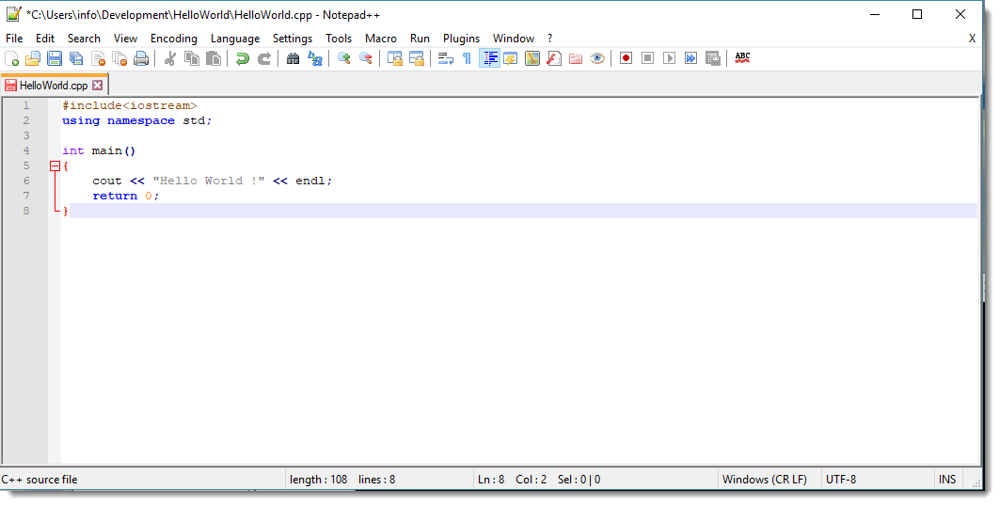 *C:\Users\info\Development\HelloWorld\HelloWorld.cpp - Notepad++
File Edit Search View Encoding Language Settings Tools Macro Run Plugins Window ? X
ABC
HelloWorld.cpp
1 #include<iostream>
2 using namespace std;
3
4 int main()
5 {
6     cout << "Hello World !" << endl;
7     return 0;
8 }
C++ source file length : 108 lines : 8 Ln : 8 Col : 2 Sel : 0 | 0 Windows (CR LF) UTF-8 INS